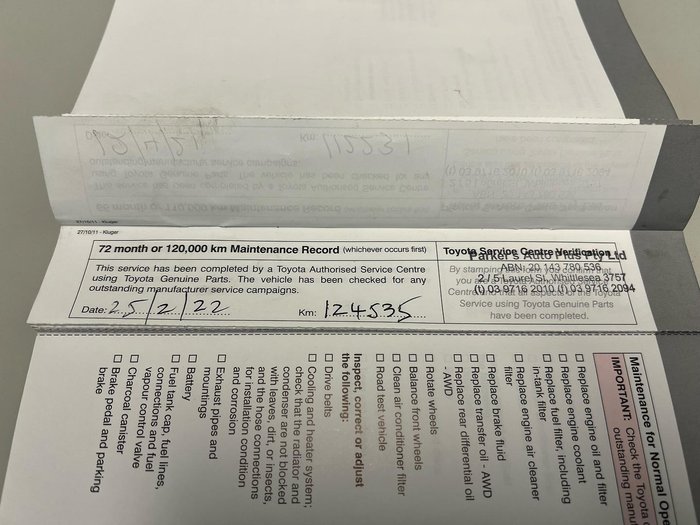 27/10/11 - Kluger
72 month or 120,000 km Maintenance Record (whichever occurs first)
This service has been completed by a Toyota Authorised Service Centre
using Toyota Genuine Parts. The vehicle has been checked for any
outstanding manufacturer service campaigns.
Date: 25/2/22 Km: 124535
Toyota Service Centre Verification
Parker's Auto Plus Pty Ltd
ABN: 20 143 780 536
2 / 5 Laurel St, Whittlesea 3757
(t) 03 9716 2010 (f) 03 9716 2094
By stamping
Service using Toyota Genuine Parts
have been completed.
Maintenance for Normal Ope
IMPORTANT: Check the Toyota
outstanding manu
☐ Replace engine oil and filter
☐ Replace engine coolant
☐ Replace fuel filter, including
in-tank filter
☐ Replace engine air cleaner
filter
☐ Replace brake fluid
☐ Replace transfer oil - AWD
☐ Replace rear differential oil
- AWD
☐ Rotate wheels
☐ Balance front wheels
☐ Clean air conditioner filter
☐ Road test vehicle
Inspect, correct or adjust
the following:
☐ Cooling and heater system;
check that the radiator and
condenser are not blocked
with leaves, dirt, or insects,
and the hose connections
for installation condition
and corrosion
☐ Drive belts
☐ Exhaust pipes and
mountings
☐ Battery
☐ Fuel tank cap, fuel lines,
connections and fuel
vapour control valve
☐ Charcoal canister
☐ Brake pedal and parking
brake